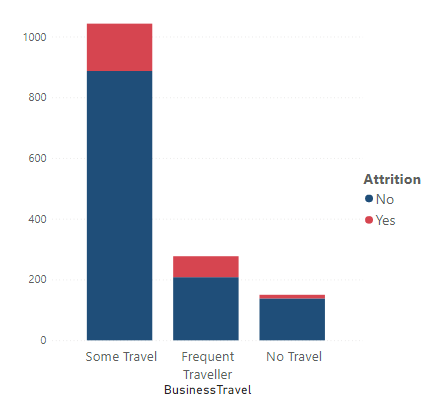 1000
800
600
400
200
0
Some Travel
Frequent
Traveller
No Travel
BusinessTravel
Attrition
No
Yes